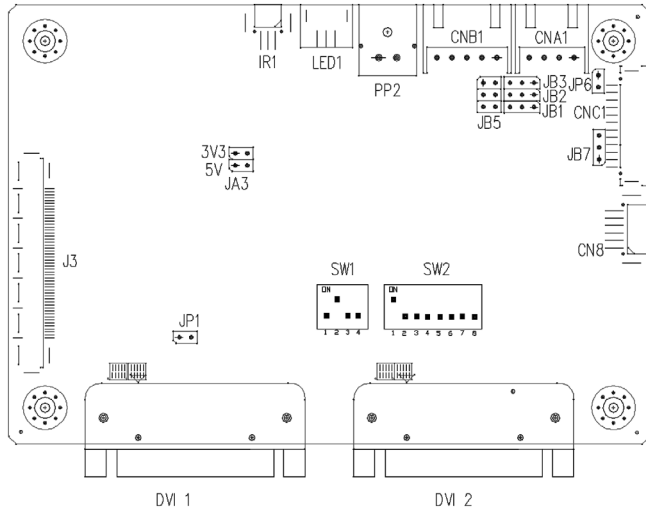 IR1
LED1
PP2
CNB1
CNA1
JB3
JB2
JB1
JB5
JP6
CNC1
JB7
3V3
5V
JA3
J3
CN8
SW1
SW2
ON
ON
1 2 3 4
1 2 3 4 5 6 7 8
JP1
DVI 1
DVI 2